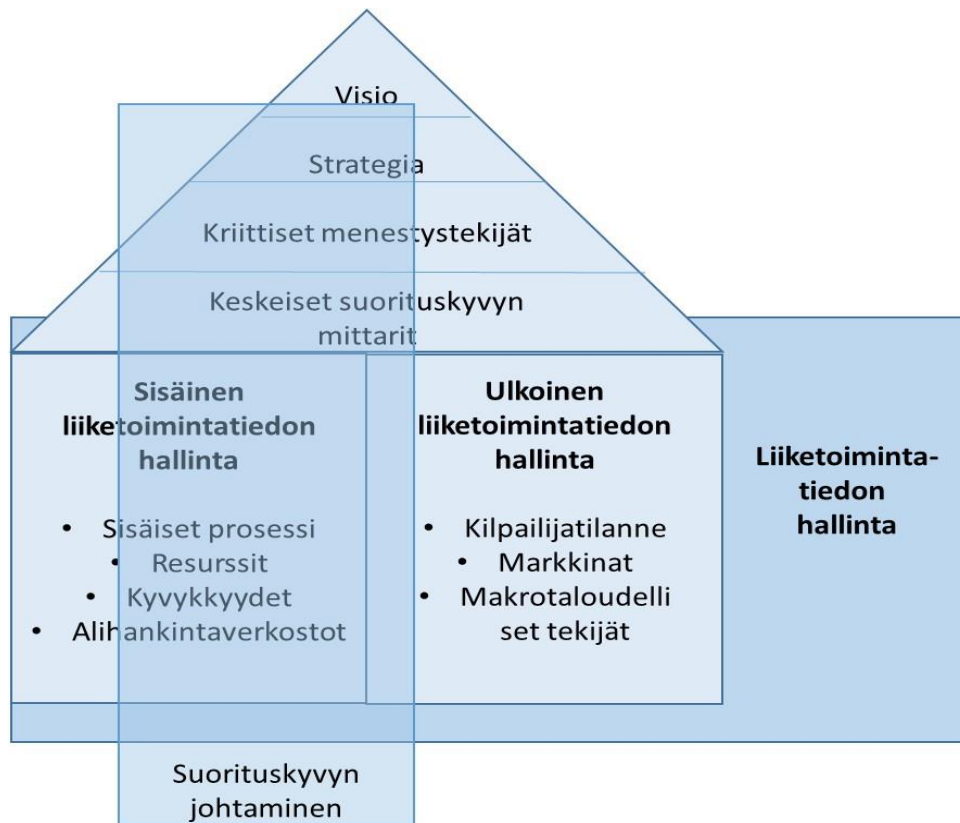 Visio
Strategia
Kriittiset menestystekijät
Keskeiset suorituskyvyn
mittarit
Sisäinen
liiketoimintatiedon
hallinta
• Sisäiset prosessi
• Resurssit
• Kyvykkyydet
• Alihankintaverkostot
Ulkoinen
liiketoimintatiedon
hallinta
• Kilpailijatilanne
• Markkinat
• Makrotaloudelli
set tekijät
Liiketoiminta-
tiedon
hallinta
Suorituskyvyn
johtaminen